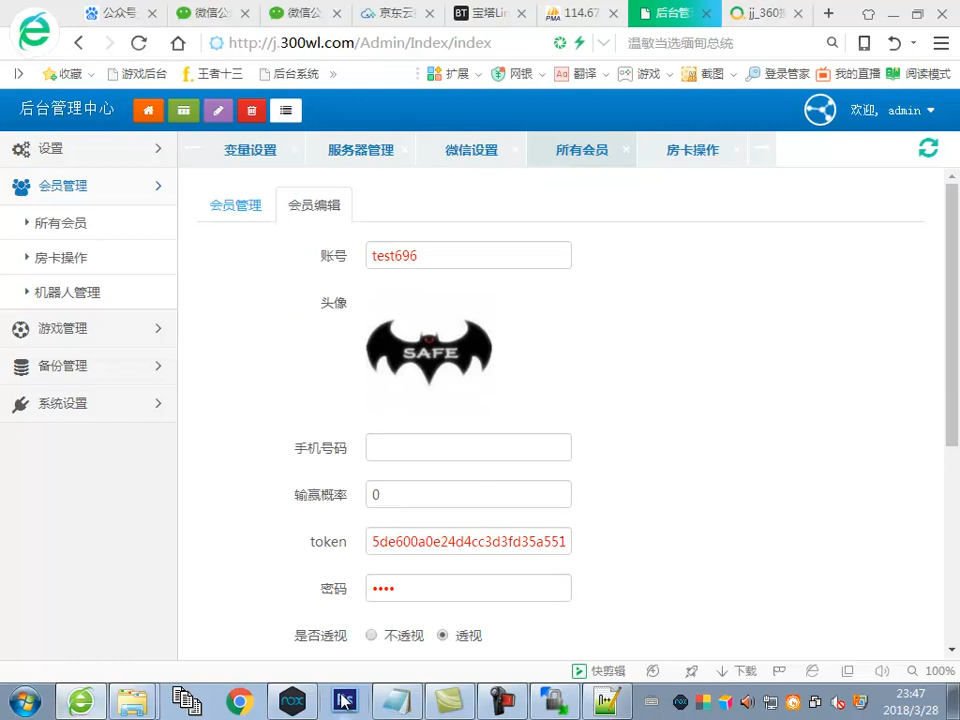 公众号
微信公
微信公
京东云
BT 宝塔Lin
PMA 114.67
后台管
jj_360搜
http://j.300wl.com/Admin/Index/index
温敏当选缅甸总统
收藏
游戏后台
王者十三
后台系统
»
扩展
网银
Aあ 翻译
游戏
截图
登录管家
我的直播
阅读模式
后台管理中心
欢迎, admin
设置
会员管理
所有会员
房卡操作
机器人管理
游戏管理
备份管理
系统设置
变量设置 ×
服务器管理 ×
微信设置 ×
所有会员 ×
房卡操作 ×
会员管理
会员编辑
账号 test696
头像
SAFE
手机号码
输赢概率 0
token 5de600a0e24d4cc3d3fd35a551
密码 ••••
是否透视 不透视 透视
快剪辑
下载
100%
23:47
2018/3/28